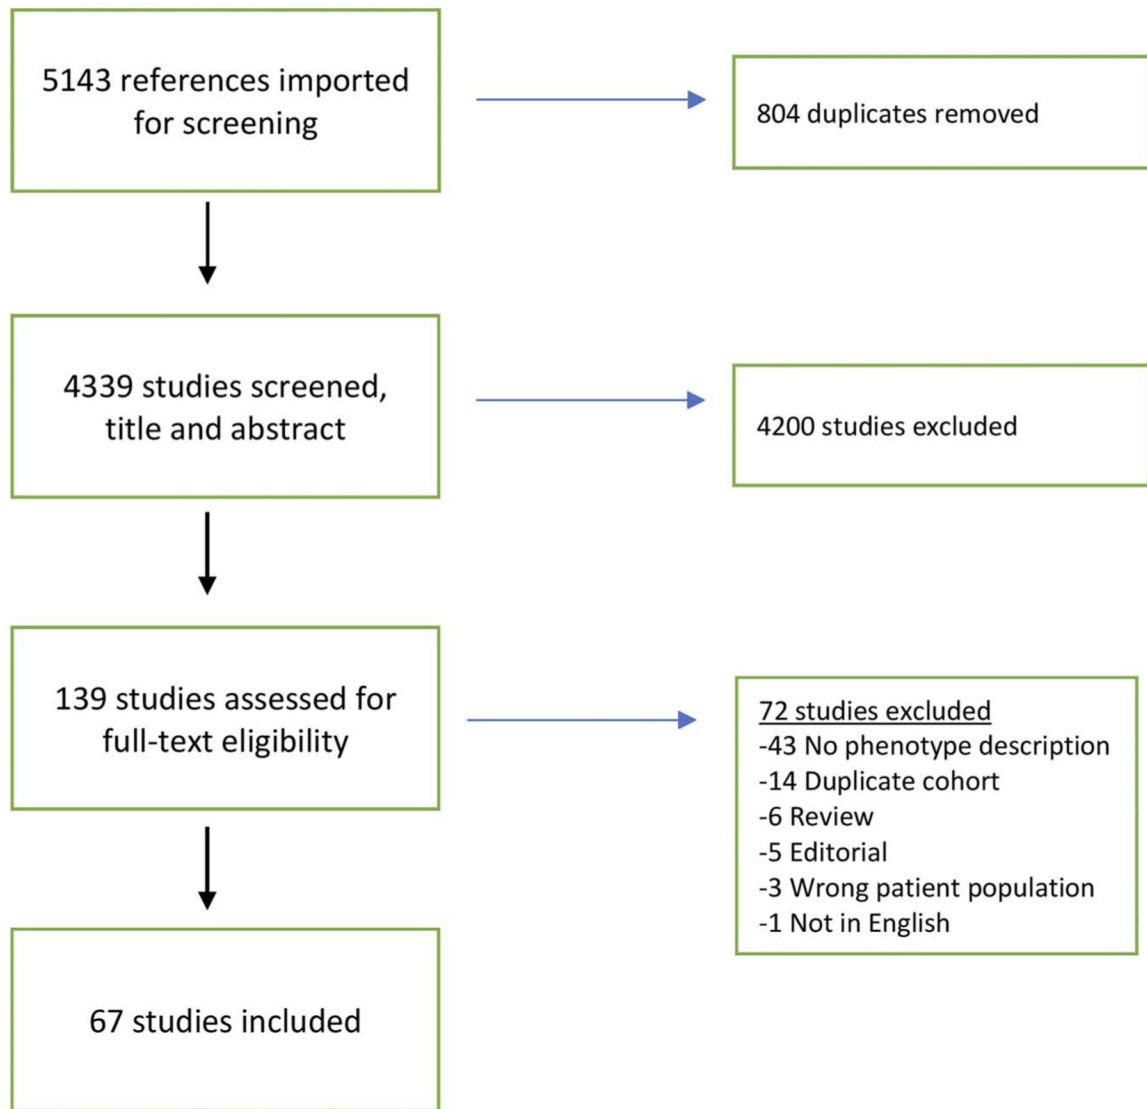 5143 references imported
for screening
804 duplicates removed
4339 studies screened,
title and abstract
4200 studies excluded
139 studies assessed for
full-text eligibility
72 studies excluded
-43 No phenotype description
-14 Duplicate cohort
-6 Review
-5 Editorial
-3 Wrong patient population
-1 Not in English
67 studies included